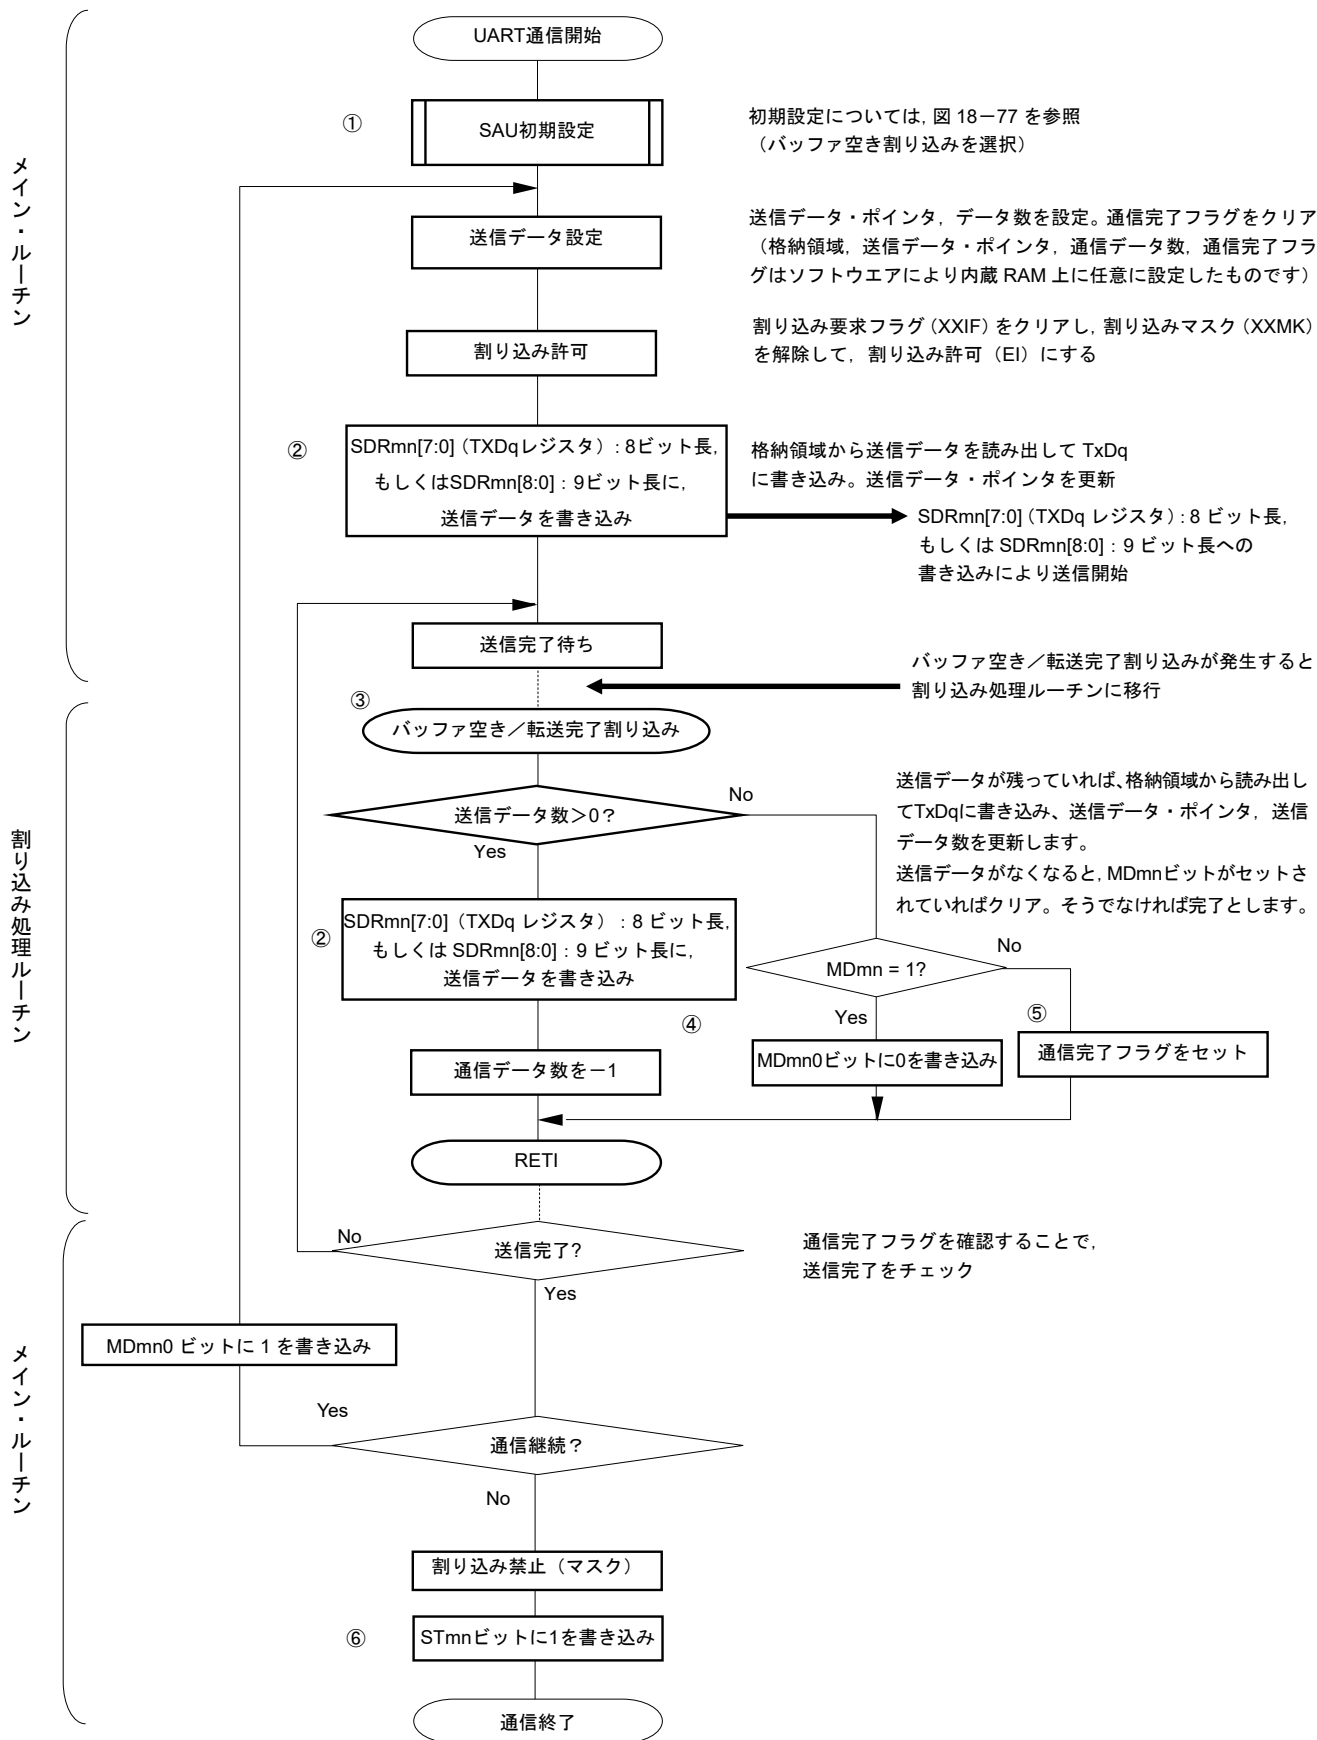 UART通信開始
メイン・ルーチン
①
SAU初期設定
初期設定については, 図 18-77 を参照
（バッファ空き割り込みを選択）
送信データ設定
送信データ・ポインタ，データ数を設定。通信完了フラグをクリア
（格納領域，送信データ・ポインタ，通信データ数，通信完了フラ
グはソフトウエアにより内蔵 RAM 上に任意に設定したものです）
割り込み許可
割り込み要求フラグ（XXIF）をクリアし, 割り込みマスク（XXMK）
を解除して，割り込み許可（EI）にする
②
SDRmn[7:0]（TXDqレジスタ）: 8ビット長,
もしくはSDRmn[8:0]：9ビット長に,
送信データを書き込み
格納領域から送信データを読み出して TxDq
に書き込み。送信データ・ポインタを更新
SDRmn[7:0]（TXDq レジスタ）: 8 ビット長,
もしくは SDRmn[8:0]：9 ビット長への
書き込みにより送信開始
送信完了待ち
バッファ空き／転送完了割り込みが発生すると
割り込み処理ルーチンに移行
割り込み処理ルーチン
③
バッファ空き／転送完了割り込み
送信データ数＞0？
No
Yes
送信データが残っていれば、格納領域から読み出し
てTxDqに書き込み、送信データ・ポインタ，送信
データ数を更新します。
送信データがなくなると, MDmnビットがセットさ
れていればクリア。そうでなければ完了とします。
②
SDRmn[7:0]（TXDq レジスタ）：8 ビット長,
もしくは SDRmn[8:0]：9 ビット長に,
送信データを書き込み
MDmn = 1?
No
Yes
④
⑤
MDmn0ビットに0を書き込み
通信完了フラグをセット
通信データ数を－1
RETI
メイン・ルーチン
No
送信完了?
Yes
通信完了フラグを確認することで,
送信完了をチェック
MDmn0 ビットに 1 を書き込み
Yes
通信継続？
No
割り込み禁止（マスク）
⑥
STmnビットに1を書き込み
通信終了